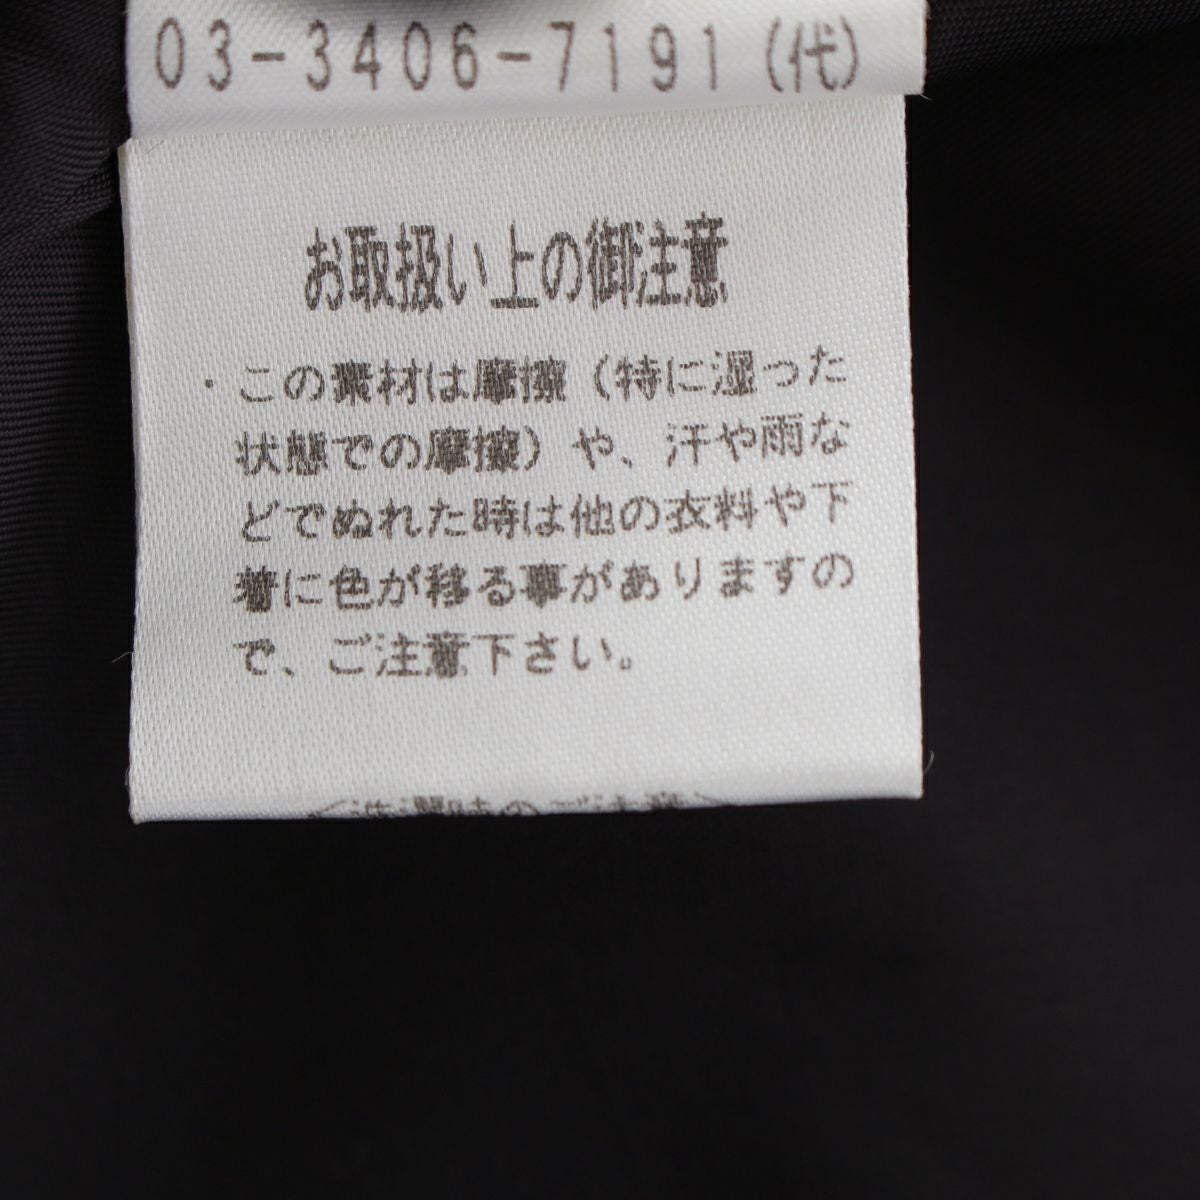 03-3406-7191(代)
お取扱い上の御注意
・この素材は摩擦(特に湿った
状態での摩擦)や、汗や雨な
どでぬれた時は他の衣料や下
着に色が移る事がありますの
で、ご注意下さい。